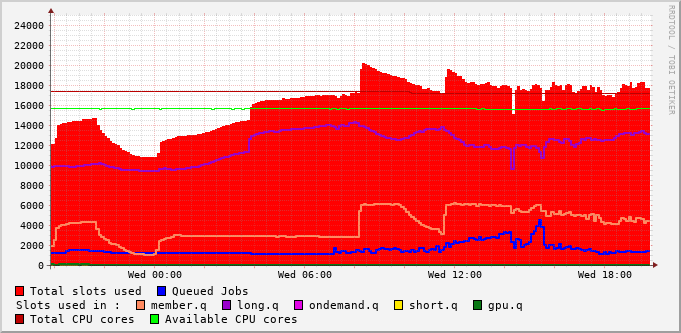 24000
22000
20000
18000
16000
14000
12000
10000
8000
6000
4000
2000
0
Wed 00:00 Wed 06:00 Wed 12:00 Wed 18:00
Total slots used Queued Jobs
Slots used in : member.q long.q ondemand.q short.q gpu.q
Total CPU cores Available CPU cores
RRDTOOL / TOBI OETIKER